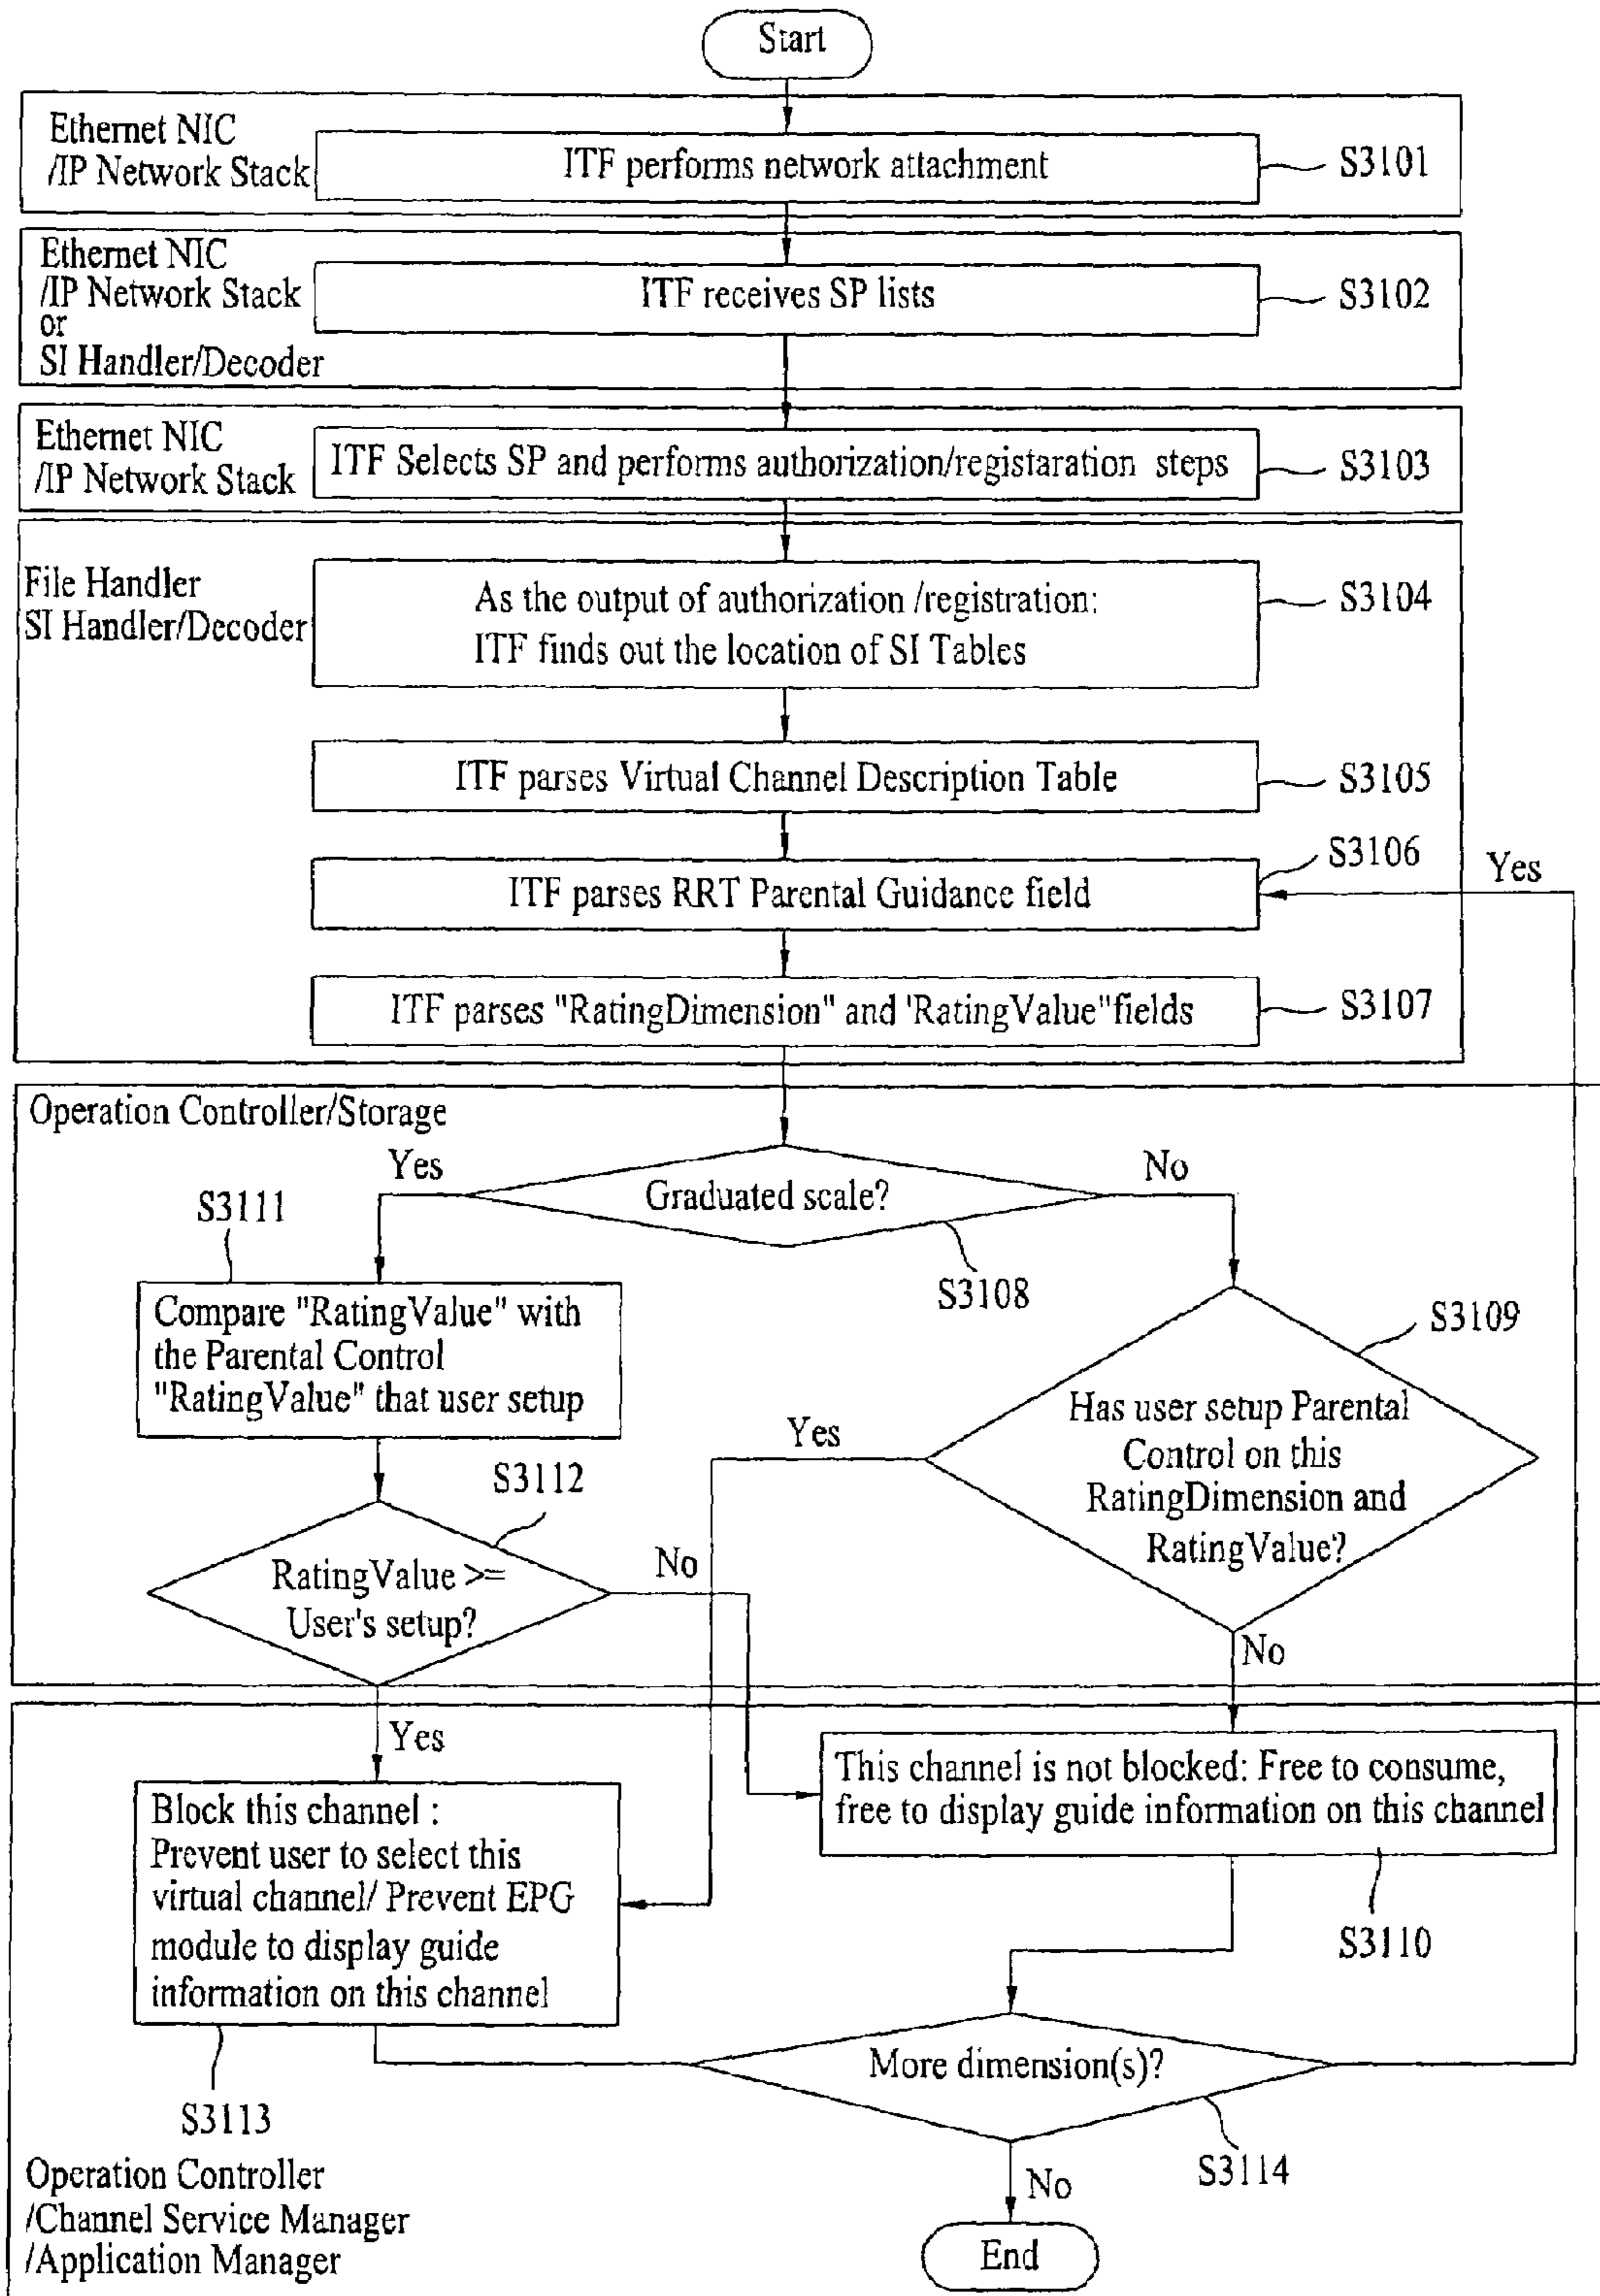 Start
Ethernet NIC
/IP Network Stack
ITF performs network attachment
S3101
Ethernet NIC
/IP Network Stack
or
SI Handler/Decoder
ITF receives SP lists
S3102
Ethernet NIC
/IP Network Stack
ITF Selects SP and performs authorization/registaration steps
S3103
File Handler
SI Handler/Decoder
As the output of authorization /registration:
ITF finds out the location of SI Tables
S3104
ITF parses Virtual Channel Description Table
S3105
ITF parses RRT Parental Guidance field
S3106
Yes
ITF parses "RatingDimension" and 'RatingValue"fields
S3107
Operation Controller/Storage
Yes
Graduated scale?
No
S3108
S3111
Compare "RatingValue" with
the Parental Control
"RatingValue" that user setup
S3109
Has user setup Parental
Control on this
RatingDimension and
RatingValue?
Yes
No
S3112
RatingValue >=
User's setup?
No
Yes
This channel is not blocked: Free to consume,
free to display guide information on this channel
S3110
Block this channel :
Prevent user to select this
virtual channel/ Prevent EPG
module to display guide
information on this channel
S3113
More dimension(s)?
S3114
No
End
Operation Controller
/Channel Service Manager
/Application Manager